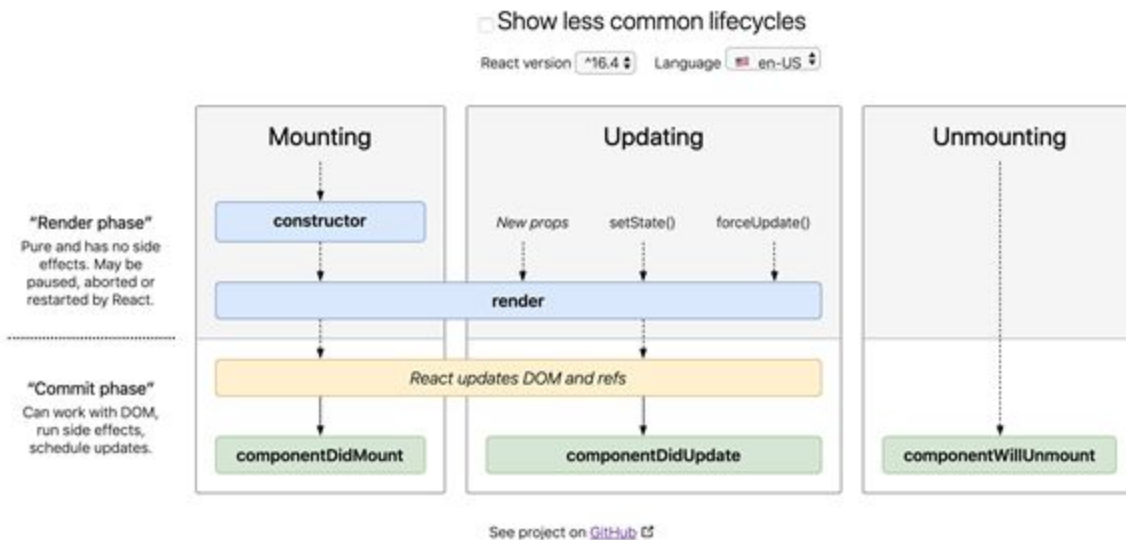 Show less common lifecycles
React version ^16.4 Language en-US
Mounting Updating Unmounting
"Render phase"
Pure and has no side
effects. May be
paused, aborted or
restarted by React.
constructor
New props setState() forceUpdate()
render
"Commit phase"
Can work with DOM,
run side effects,
schedule updates.
React updates DOM and refs
componentDidMount componentDidUpdate componentWillUnmount
See project on GitHub